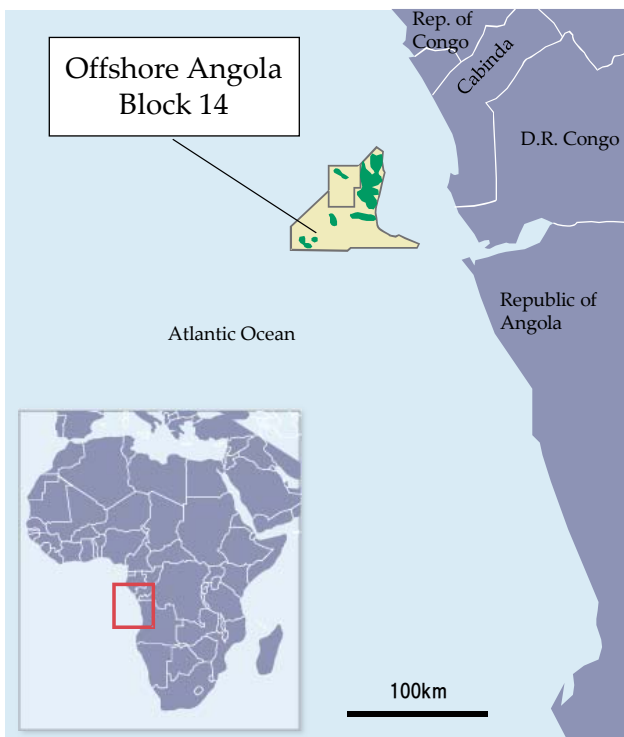 Rep. of
Congo
Cabinda
Offshore Angola
Block 14
D.R. Congo
Republic of
Angola
Atlantic Ocean
100km